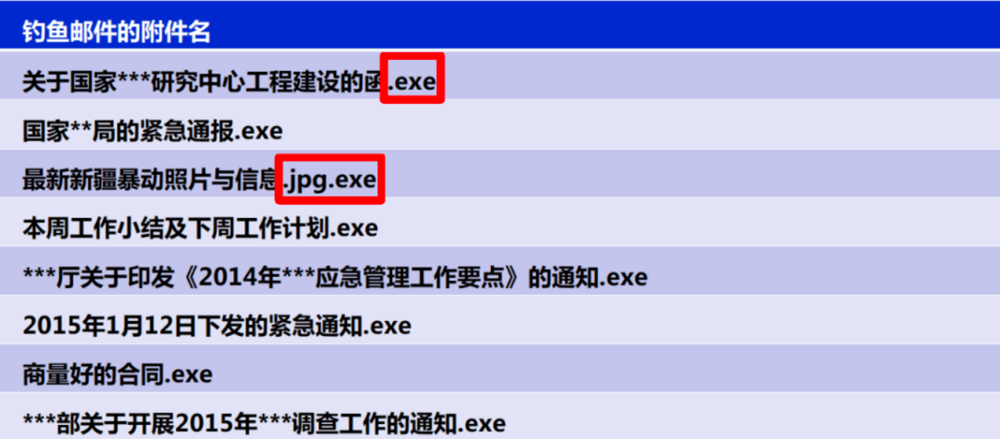 钓鱼邮件的附件名
关于国家***研究中心工程建设的函.exe
国家**局的紧急通报.exe
最新新疆暴动照片与信息.jpg.exe
本周工作小结及下周工作计划.exe
***厅关于印发《2014年***应急管理工作要点》的通知.exe
2015年1月12日下发的紧急通知.exe
商量好的合同.exe
***部关于开展2015年***调查工作的通知.exe